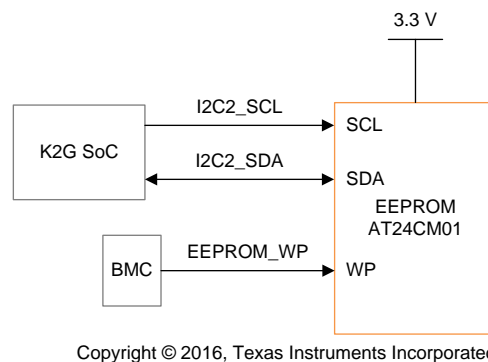 3.3 V
I2C2_SCL
SCL
K2G SoC
I2C2_SDA
SDA
EEPROM
AT24CM01
EEPROM_WP
BMC
WP
Copyright © 2016, Texas Instruments Incorporated